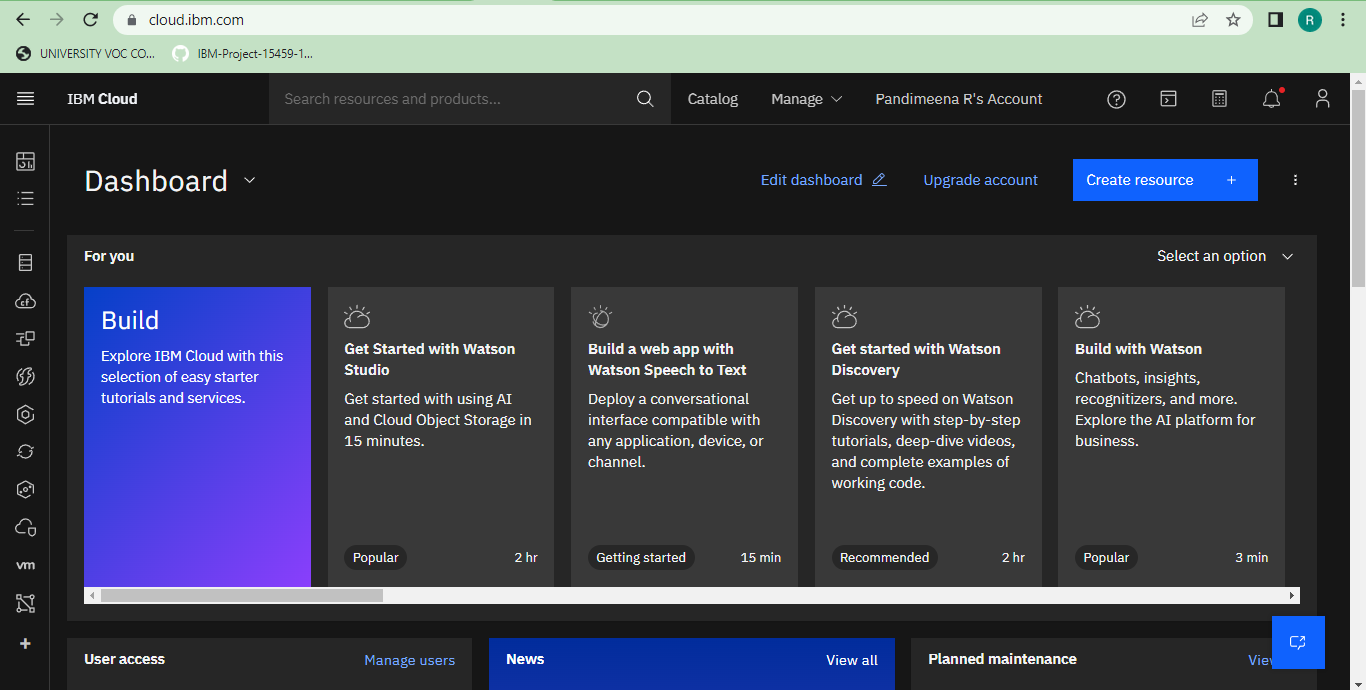 cloud.ibm.com
R
UNIVERSITY VOC CO...
IBM-Project-15459-1...
IBM Cloud
Search resources and products...
Catalog
Manage
Pandimeena R's Account
Dashboard
Edit dashboard
Upgrade account
Create resource +
For you
Select an option
Build
Explore IBM Cloud with this
selection of easy starter
tutorials and services.
Get Started with Watson
Studio
Get started with using AI
and Cloud Object Storage in
15 minutes.
Popular
2 hr
Build a web app with
Watson Speech to Text
Deploy a conversational
interface compatible with
any application, device, or
channel.
Getting started
15 min
Get started with Watson
Discovery
Get up to speed on Watson
Discovery with step-by-step
tutorials, deep-dive videos,
and complete examples of
working code.
Recommended
2 hr
Build with Watson
Chatbots, insights,
recognitizers, and more.
Explore the AI platform for
business.
Popular
3 min
cf
vm
User access
Manage users
News
View all
Planned maintenance